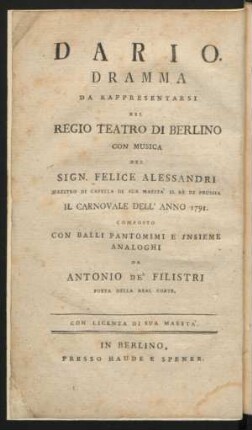 DARIO.
DRAMMA
DA RAPPRESENTARSI
NEL
REGIO TEATRO DI BERLINO
CON MUSICA
DEL
SIGN. FELICE ALESSANDRI
MAESTRO DI CAPELLA DI SUA MAESTA' IL RE DI PRUSSIA
IL CARNOVALE DELL' ANNO 1791.
COMPOSTO
CON BALLI PANTOMIMI E INSIEME
ANALOGHI
DA
ANTONIO DE' FILISTRI
POETA DELLA REAL CORTE.
CON LICENZA DI SUA MAESTA'.
IN BERLINO,
PRESSO HAUDE E SPENER.